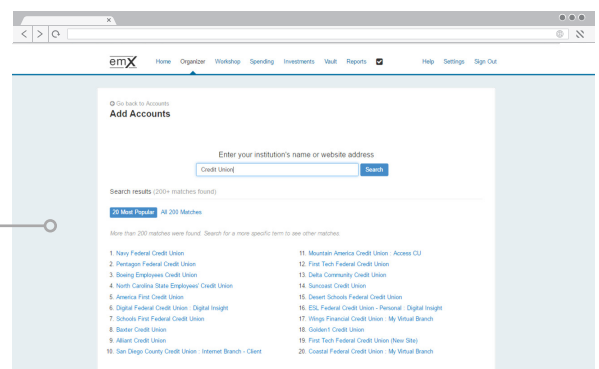 emX Home Organizer Workshop Spending Investments Vault Reports Help Settings Sign Out
Go back to Accounts
Add Accounts
Enter your institution's name or website address
Credit Union Search
Search results (200+ matches found)
20 Most Popular All 200 Matches
More than 200 matches were found. Search for a more specific term to see other matches.
1. Navy Federal Credit Union
2. Pentagon Federal Credit Union
3. Boeing Employees Credit Union
4. North Carolina State Employees' Credit Union
5. America First Credit Union
6. Digital Federal Credit Union : Digital Insight
7. Schools First Federal Credit Union
8. Baxter Credit Union
9. Alliant Credit Union
10. San Diego County Credit Union : Internet Branch - Client
11. Mountain America Credit Union : Access CU
12. First Tech Federal Credit Union
13. Delta Community Credit Union
14. Suncoast Credit Union
15. Desert Schools Federal Credit Union
16. ESL Federal Credit Union - Personal : Digital Insight
17. Wings Financial Credit Union : My Virtual Branch
18. Golden1 Credit Union
19. First Tech Federal Credit Union (New Site)
20. Coastal Federal Credit Union : My Virtual Branch